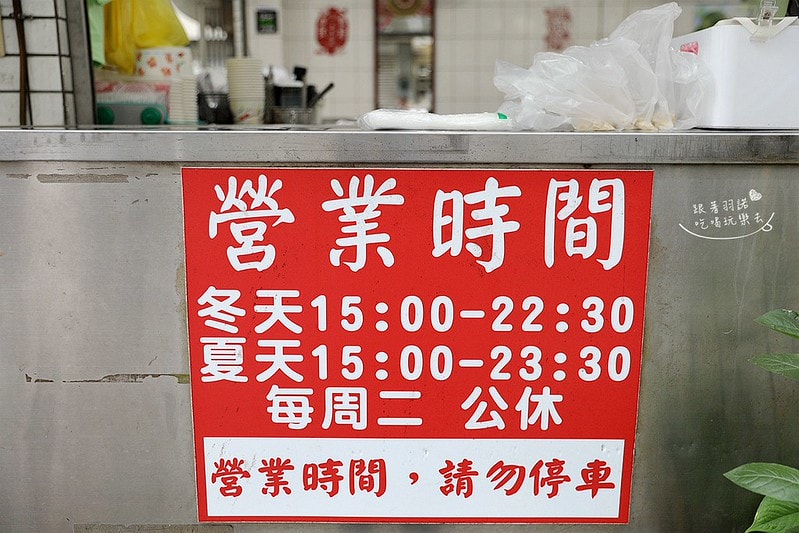 營業時間
冬天15:00-22:30
夏天15:00-23:30
每周二 公休
營業時間，請勿停車
跟著羽諾
吃喝玩樂去